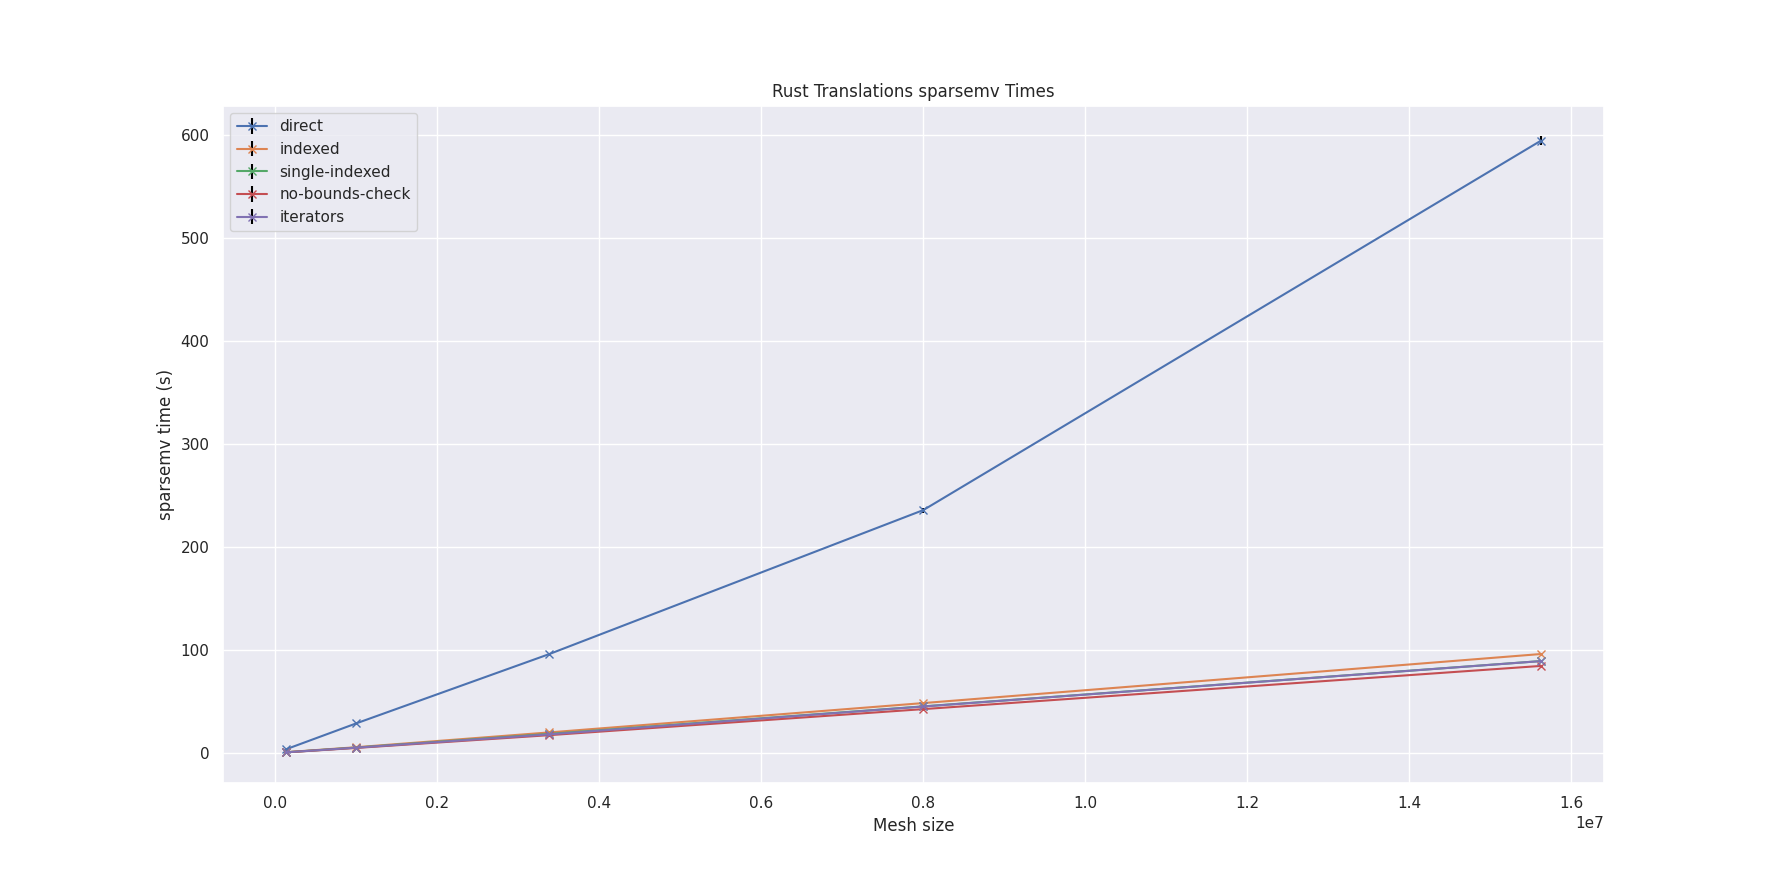 Rust Translations sparsemv Times
direct
indexed
single-indexed
no-bounds-check
iterators
600
500
400
300
200
100
0
sparsemv time (s)
0.0 0.2 0.4 0.6 0.8 1.0 1.2 1.4 1.6
1e7
Mesh size